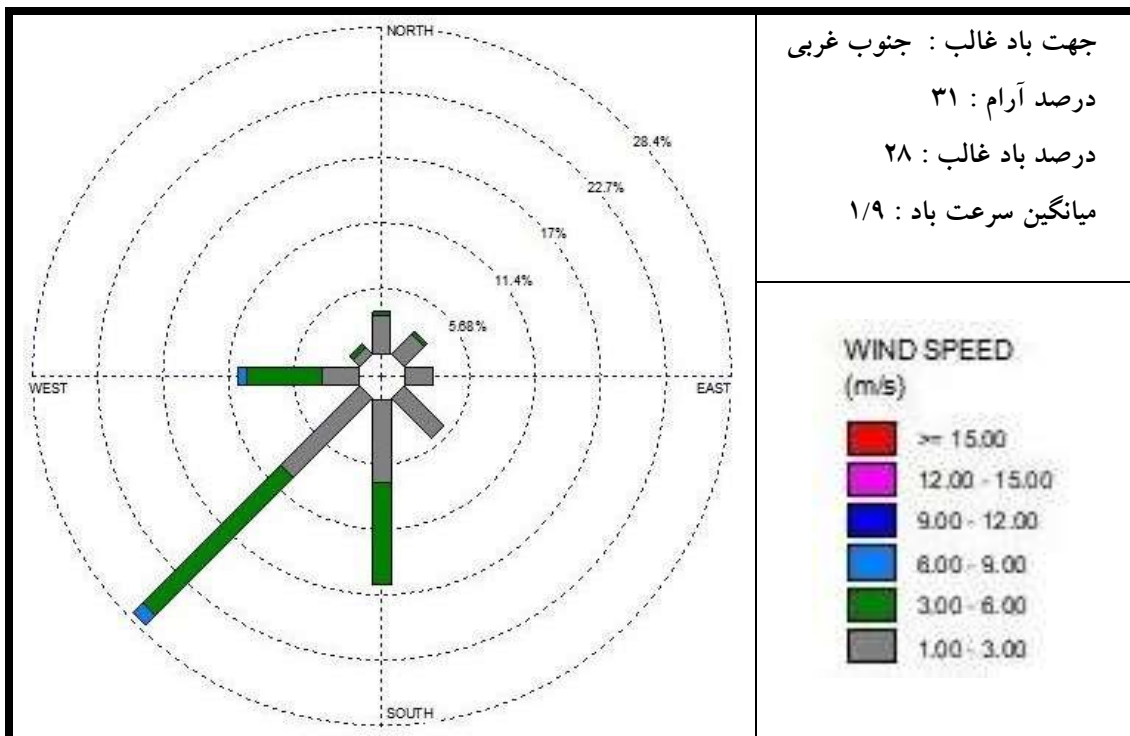 NORTH
28.4%
22.7%
17%
11.4%
5.68%
WEST
EAST
SOUTH
جهت باد غالب : جنوب غربی
درصد آرام : ۳۱
درصد باد غالب : ۲۸
میانگین سرعت باد : ۱/۹
WIND SPEED
(m/s)
>= 15.00
12.00 - 15.00
9.00 - 12.00
6.00 - 9.00
3.00 - 6.00
1.00 - 3.00